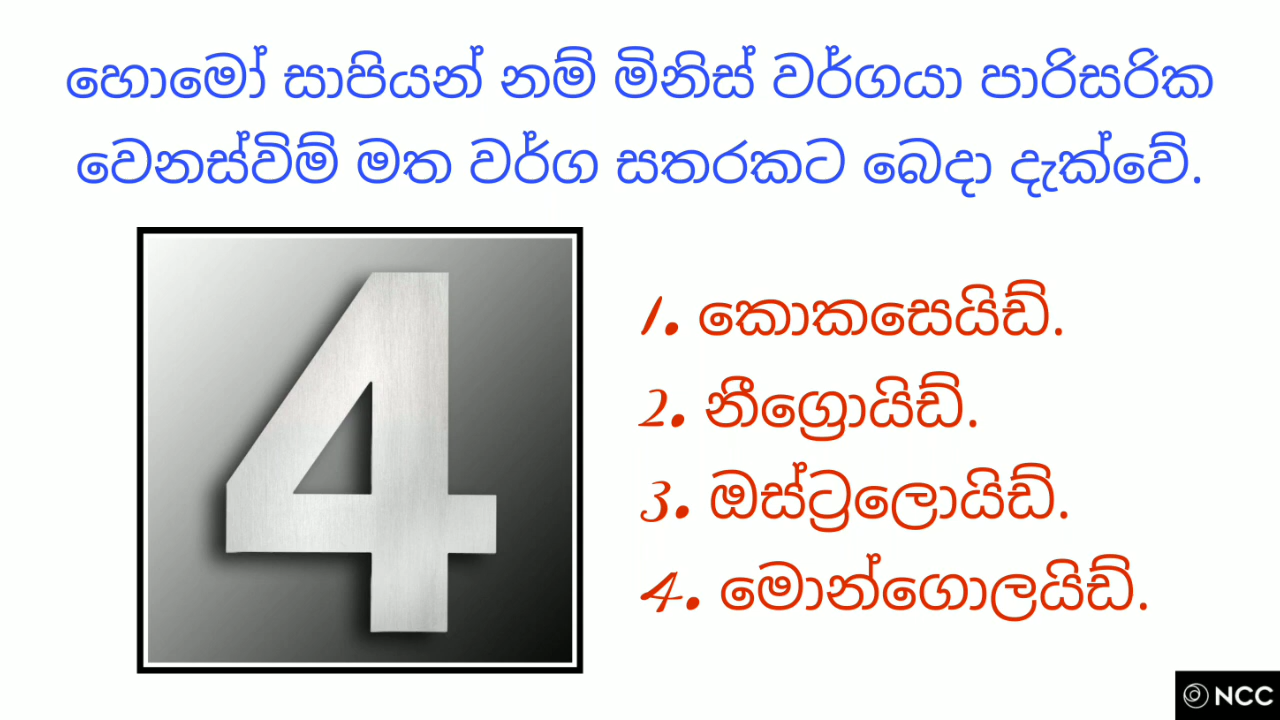 හොමෝ සාපියන් නම් මිනිස් වර්ගයා පාරිසරික
වෙනස්විම් මත වර්ග සතරකට බෙදා දැක්වේ.
4
1. කොකසෙයිඩ්.
2. නීග්‍රොයිඩ්.
3. ඔස්ට්‍රලොයිඩ්.
4. මොන්ගොලයිඩ්.
NCC